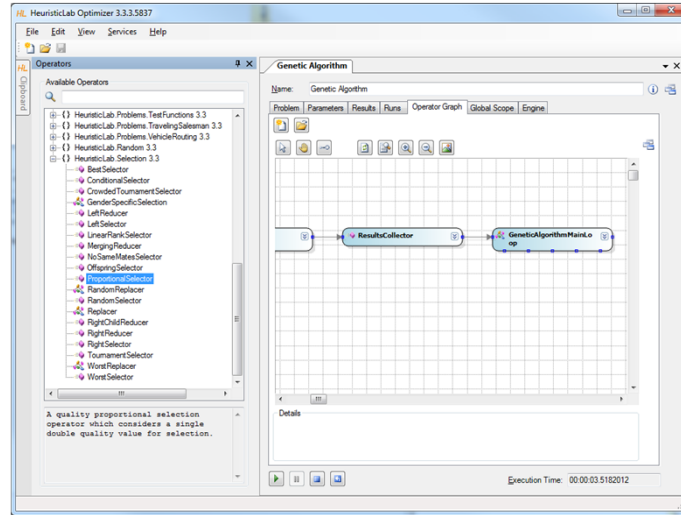 HL HeuristicLab Optimizer 3.3.3.5837
File Edit View Services Help
HL Clipboard
Operators
Available Operators
{} HeuristicLab.Problems.TestFunctions 3.3
{} HeuristicLab.Problems.TravelingSalesman 3.3
{} HeuristicLab.Problems.VehicleRouting 3.3
{} HeuristicLab.Random 3.3
{} HeuristicLab.Selection 3.3
BestSelector
ConditionalSelector
CrowdedTournamentSelector
GenderSpecificSelection
LeftReducer
LeftSelector
LinearRankSelector
MergingReducer
NoSameMatesSelector
OffspringSelector
ProportionalSelector
RandomReplacer
RandomSelector
Replacer
RightChildReducer
RightReducer
RightSelector
TournamentSelector
WorstReplacer
WorstSelector
A quality proportional selection
operator which considers a single
double quality value for selection.
Genetic Algorithm
Name: Genetic Algorithm
Problem Parameters Results Runs Operator Graph Global Scope Engine
ResultsCollector
GeneticAlgorithmMainLo
op
Details
Execution Time: 00:00:03.5182012